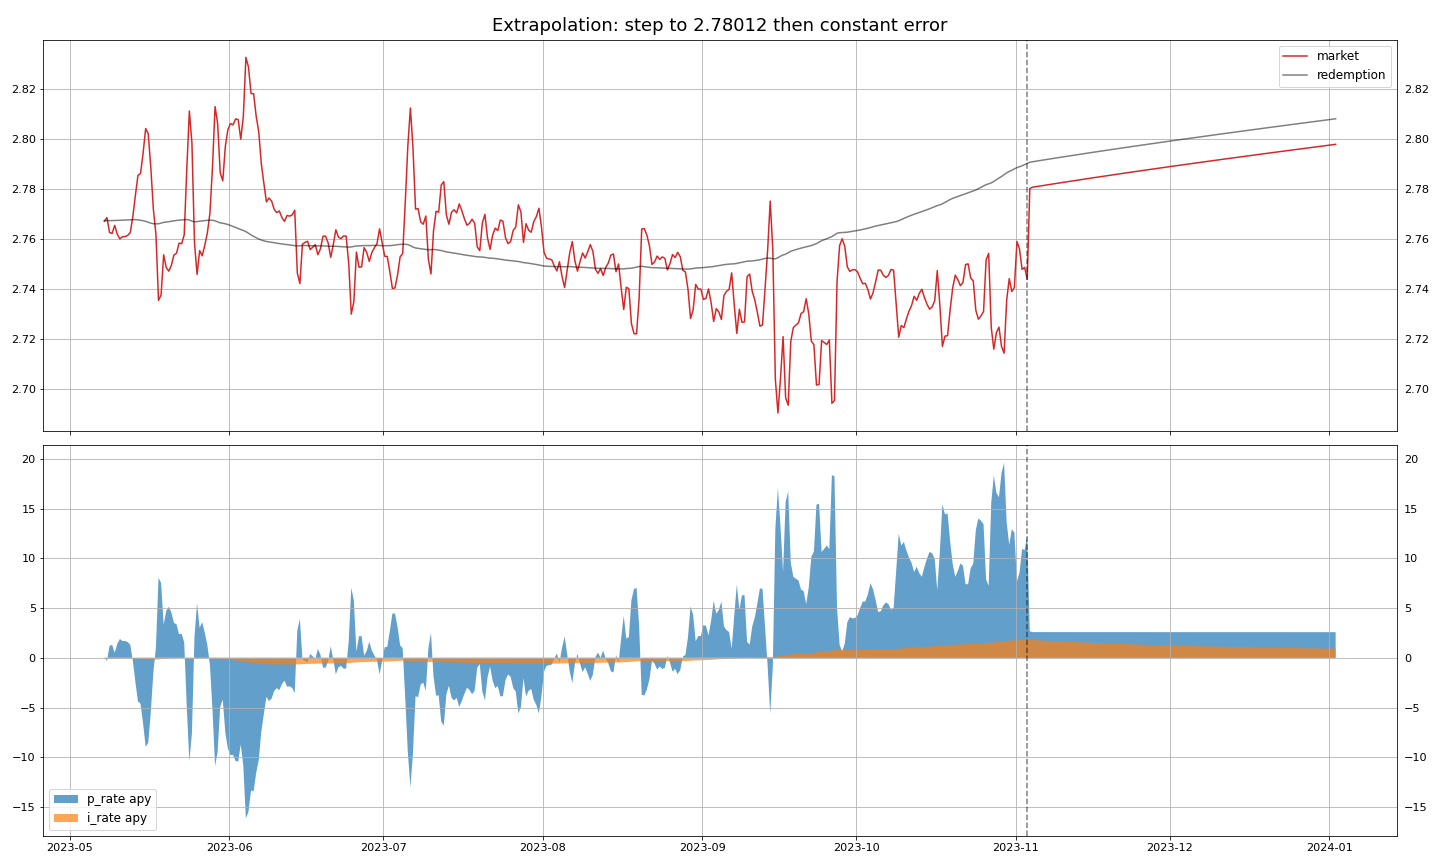 Extrapolation: step to 2.78012 then constant error
market
redemption
2.82 2.82
2.80 2.80
2.78 2.78
2.76 2.76
2.74 2.74
2.72 2.72
2.70 2.70
20 20
15 15
10 10
5 5
0 0
−5 −5
−10 −10
−15 −15
p_rate apy
i_rate apy
2023-05 2023-06 2023-07 2023-08 2023-09 2023-10 2023-11 2023-12 2024-01